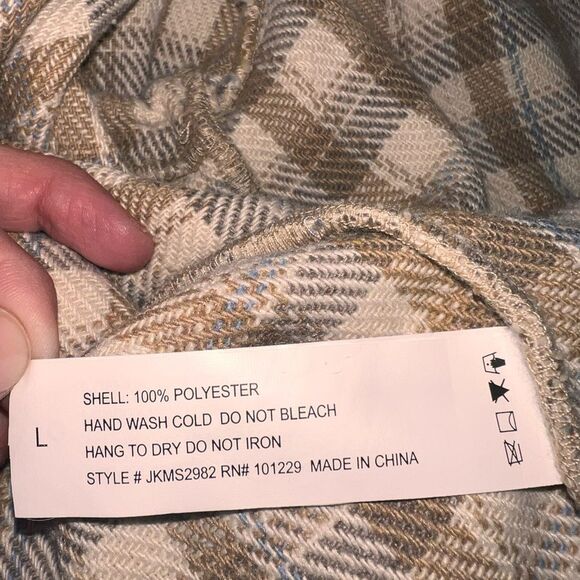 L
SHELL: 100% POLYESTER
HAND WASH COLD DO NOT BLEACH
HANG TO DRY DO NOT IRON
STYLE # JKMS2982 RN# 101229 MADE IN CHINA